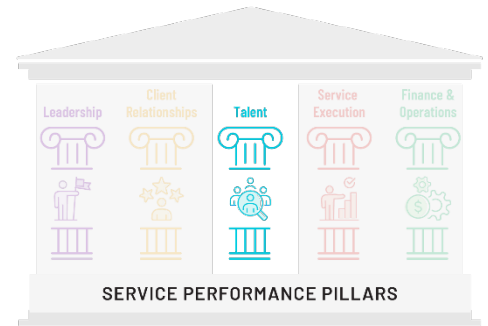 Leadership
Client
Relationships
Talent
Service
Execution
Finance &
Operations
$
SERVICE PERFORMANCE PILLARS